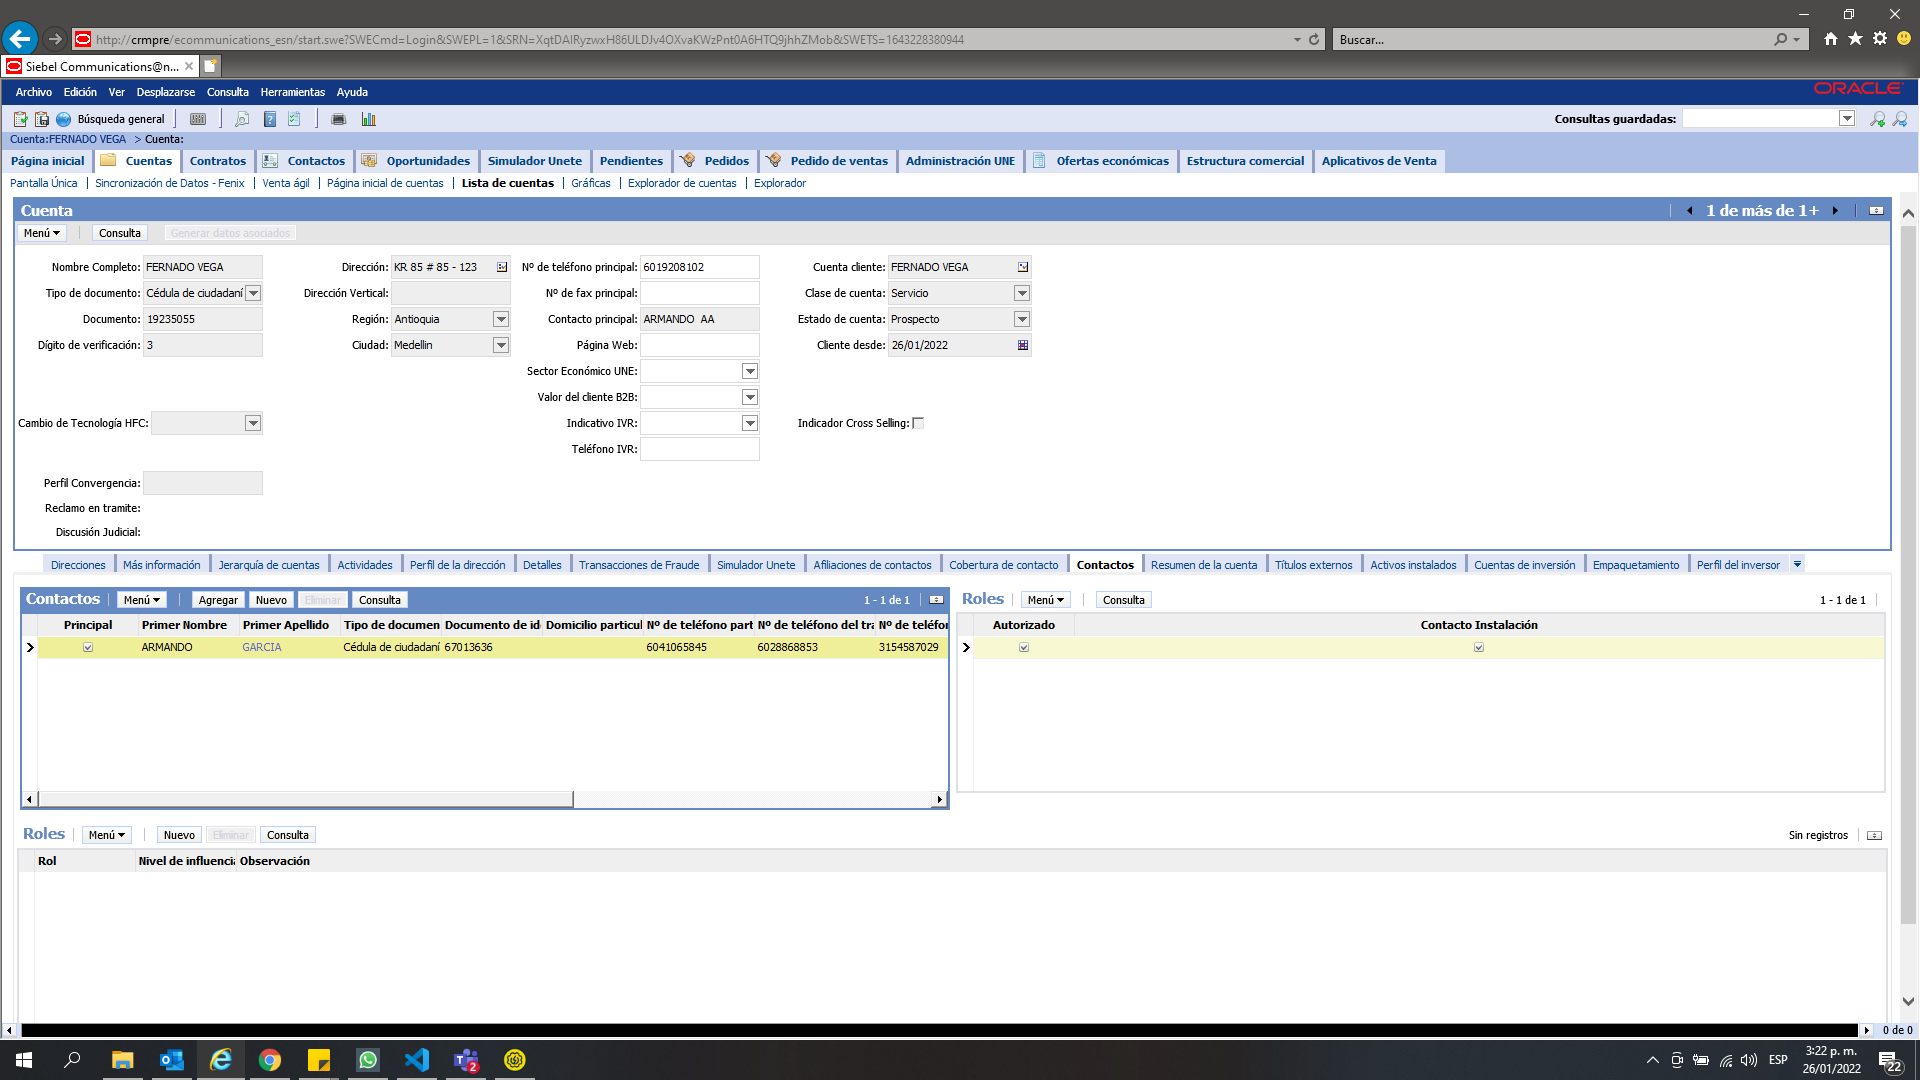 http://crmpre/ecommunications_esn/start.swe?SWECmd=Login&SWEPL=1&SRN=XqtDAlRyzwxH86ULDJv4OXvaKWzPnt0A6HTQ9jhhZMob&SWETS=1643228380944
Buscar...
Siebel Communications@n...
Archivo Edición Ver Desplazarse Consulta Herramientas Ayuda
ORACLE
Búsqueda general
Consultas guardadas:
Cuenta:FERNADO VEGA > Cuenta:
Página inicial Cuentas Contratos Contactos Oportunidades Simulador Unete Pendientes Pedidos Pedido de ventas Administración UNE Ofertas económicas Estructura comercial Aplicativos de Venta
Pantalla Única Sincronización de Datos - Fenix Venta ágil Página inicial de cuentas Lista de cuentas Gráficas Explorador de cuentas Explorador
Cuenta 1 de más de 1+
Menú Consulta Generar datos asociados
Nombre Completo: FERNADO VEGA Dirección: KR 85 # 85 - 123 Nº de teléfono principal: 6019208102 Cuenta cliente: FERNADO VEGA
Tipo de documento: Cédula de ciudadaní Dirección Vertical: Nº de fax principal: Clase de cuenta: Servicio
Documento: 19235055 Región: Antioquia Contacto principal: ARMANDO AA Estado de cuenta: Prospecto
Dígito de verificación: 3 Ciudad: Medellin Página Web: Cliente desde: 26/01/2022
Sector Económico UNE:
Valor del cliente B2B:
Cambio de Tecnología HFC: Indicativo IVR: Indicador Cross Selling:
Teléfono IVR:
Perfil Convergencia:
Reclamo en tramite:
Discusión Judicial:
Direcciones Más información Jerarquía de cuentas Actividades Perfil de la dirección Detalles Transacciones de Fraude Simulador Unete Afiliaciones de contactos Cobertura de contacto Contactos Resumen de la cuenta Títulos externos Activos instalados Cuentas de inversión Empaquetamiento Perfil del inversor
Contactos Menú Agregar Nuevo Eliminar Consulta 1 - 1 de 1
Roles Menú Consulta 1 - 1 de 1
Principal Primer Nombre Primer Apellido Tipo de documen Documento de id Domicilio particul Nº de teléfono part Nº de teléfono del tra Nº de teléfon
Autorizado Contacto Instalación
ARMANDO GARCIA Cédula de ciudadaní 67013636 6041065845 6028868853 3154587029
Roles Menú Nuevo Eliminar Consulta Sin registros
Rol Nivel de influencia Observación
0 de 0
2
ESP
3:22 p. m.
26/01/2022
22